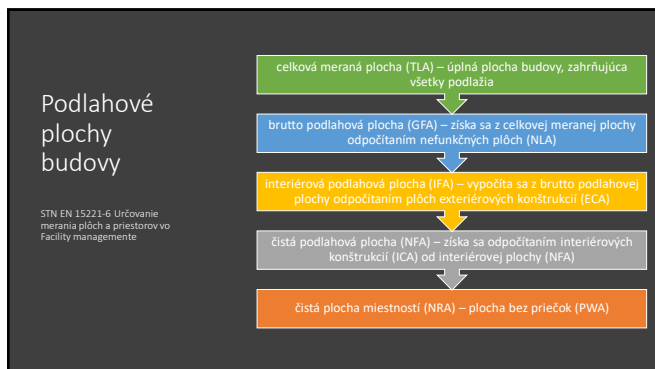 Podlahové
plochy
budovy
STN EN 15221-6 Určovanie
merania plôch a priestorov vo
Facility managemente
celková meraná plocha (TLA) – úplná plocha budovy, zahrňujúca
všetky podlažia
brutto podlahová plocha (GFA) – získa sa z celkovej meranej plochy
odpočítaním nefunkčných plôch (NLA)
interiérová podlahová plocha (IFA) – vypočíta sa z brutto podlahovej
plochy odpočítaním plôch exteriérových konštrukcií (ECA)
čistá podlahová plocha (NFA) – získa sa odpočítaním interiérových
konštrukcií (ICA) od interiérovej plochy (NFA)
čistá plocha miestností (NRA) – plocha bez priečok (PWA)